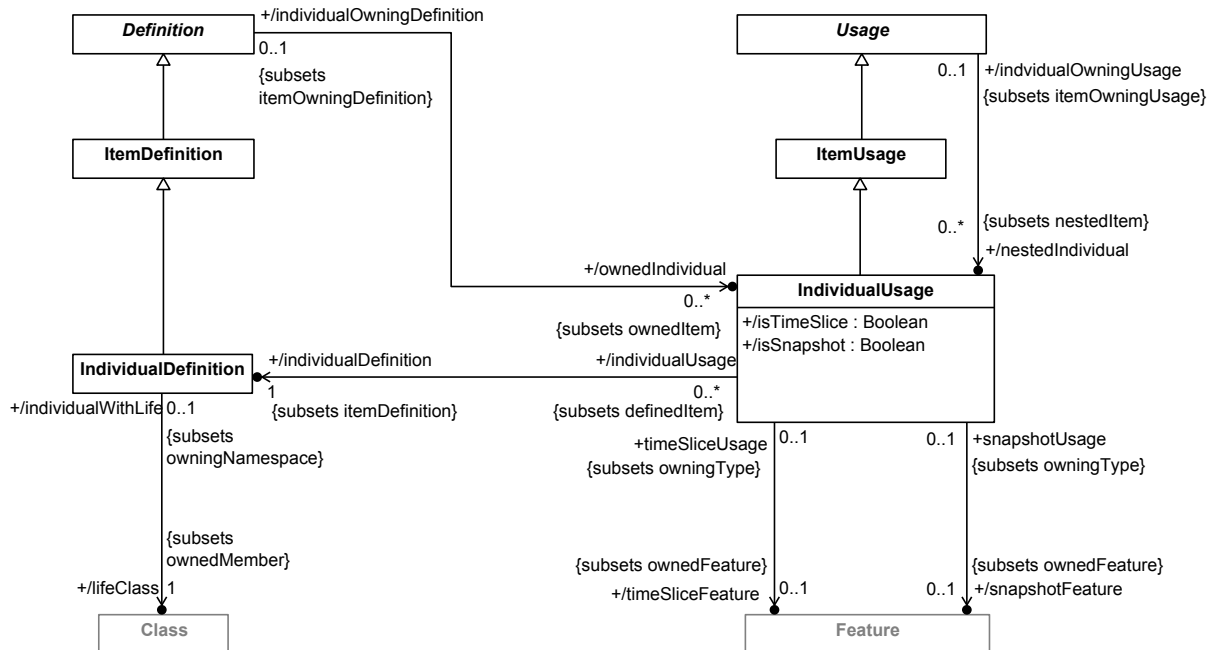 Definition
+/individualOwningDefinition
0..1
{subsets
itemOwningDefinition}
Usage
0..1
+/indvidualOwningUsage
{subsets itemOwningUsage}
ItemDefinition
ItemUsage
0..*
{subsets nestedItem}
+/nestedIndividual
+/ownedIndividual
0..*
{subsets ownedItem}
IndividualUsage
+/isTimeSlice : Boolean
+/isSnapshot : Boolean
IndividualDefinition
+/individualDefinition
1
{subsets itemDefinition}
+/individualUsage
0..*
{subsets definedItem}
+/individualWithLife
0..1
{subsets
owningNamespace}
{subsets
ownedMember}
+/lifeClass
1
Class
+timeSliceUsage
0..1
{subsets owningType}
0..1
+snapshotUsage
{subsets owningType}
{subsets ownedFeature}
+/timeSliceFeature
0..1
{subsets ownedFeature}
0..1
+/snapshotFeature
Feature